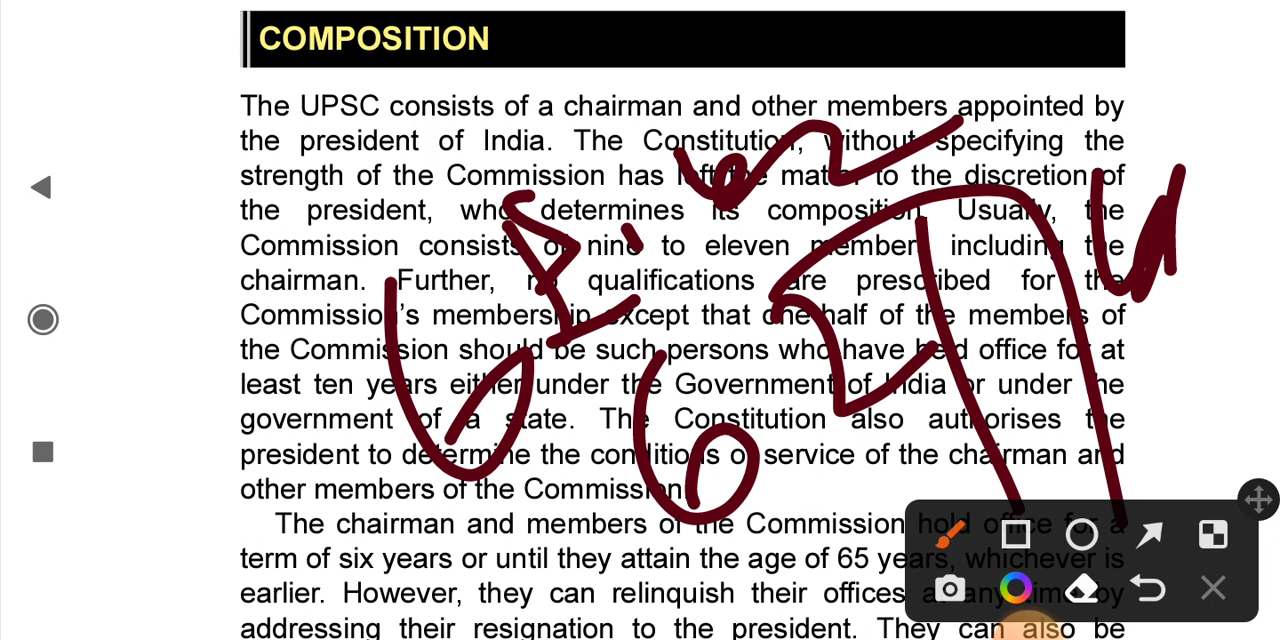 COMPOSITION
The UPSC consists of a chairman and other members appointed by
the president of India. The Constitution, without specifying the
strength of the Commission has left the matter to the discretion of
the president, who determines its composition. Usually, the
Commission consists of nine to eleven members including the
chairman. Further, no qualifications are prescribed for the
Commission’s membership except that one-half of the members of
the Commission should be such persons who have held office for at
least ten years either under the Government of India or under the
government of a state. The Constitution also authorises the
president to determine the conditions of service of the chairman and
other members of the Commission.
The chairman and members of the Commission hold office for a
term of six years or until they attain the age of 65 years, whichever is
earlier. However, they can relinquish their offices at any time by
addressing their resignation to the president. They can also be